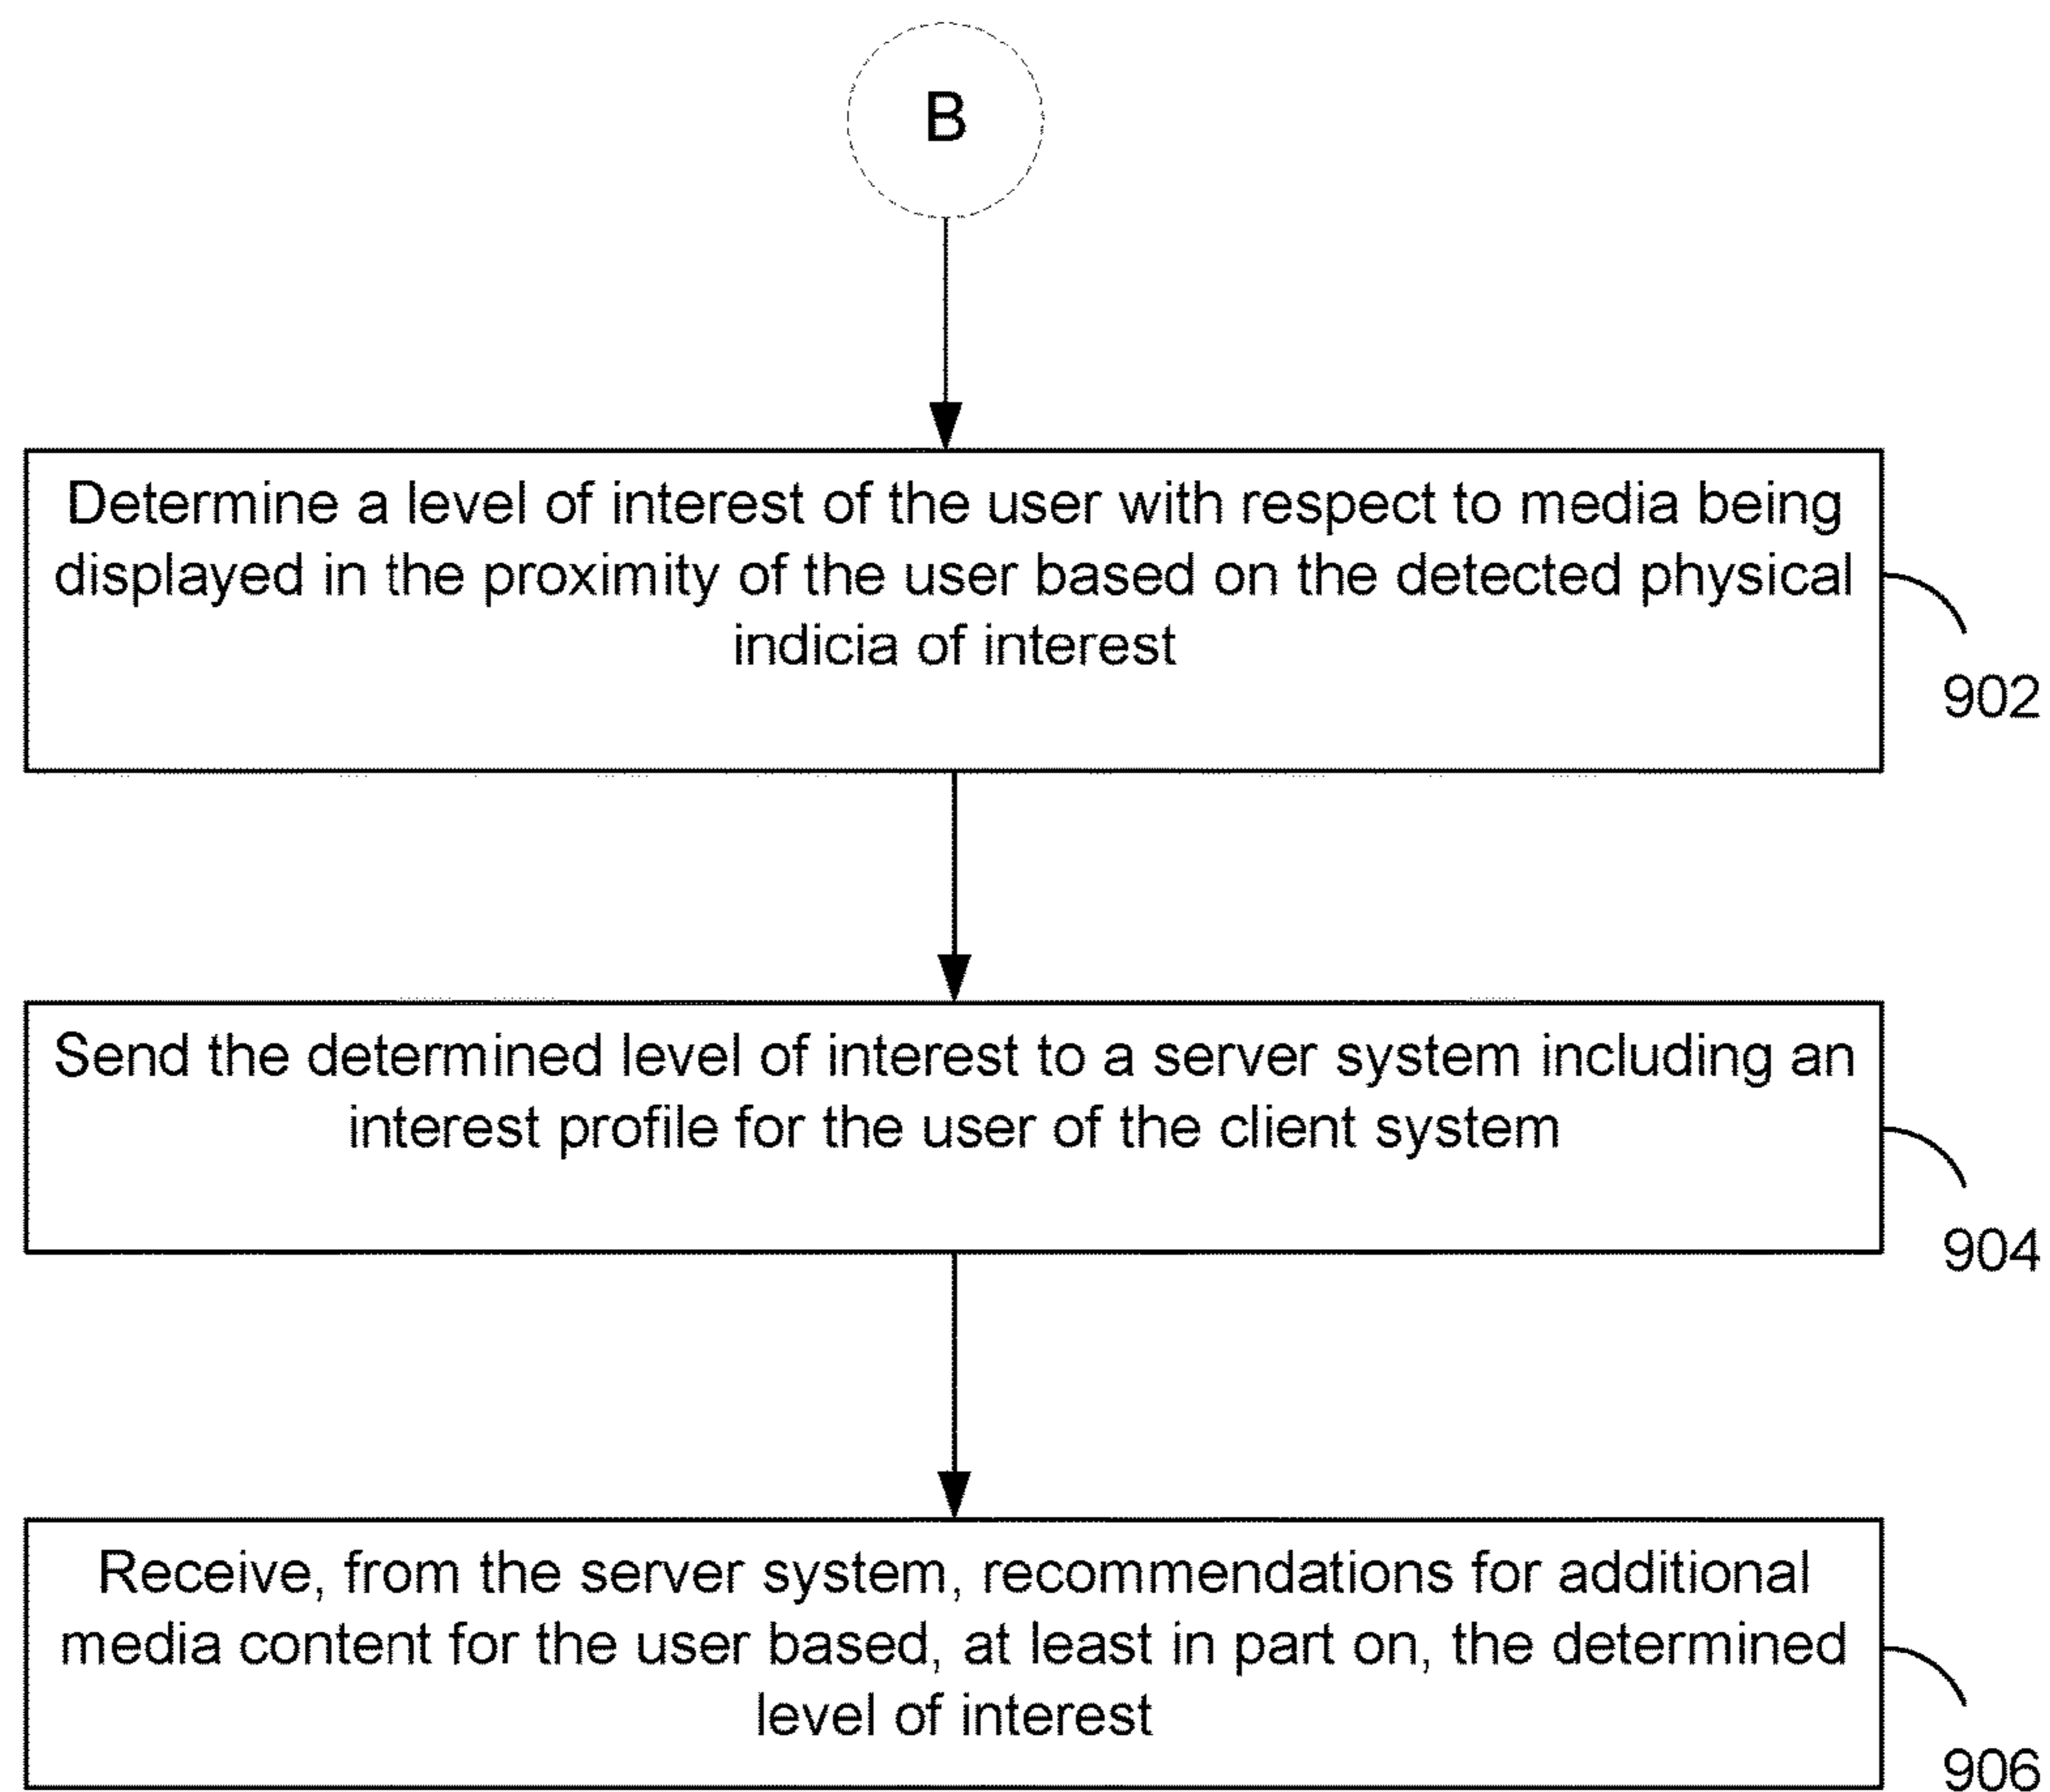 B
Determine a level of interest of the user with respect to media being
displayed in the proximity of the user based on the detected physical
indicia of interest
902
Send the determined level of interest to a server system including an
interest profile for the user of the client system
904
Receive, from the server system, recommendations for additional
media content for the user based, at least in part on, the determined
level of interest
906